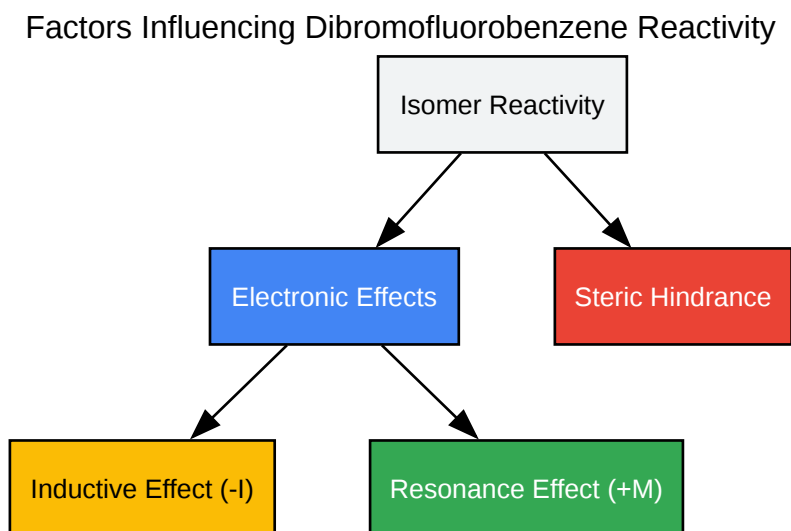 Factors Influencing Dibromofluorobenzene Reactivity
Isomer Reactivity
Electronic Effects
Steric Hindrance
Inductive Effect (-I)
Resonance Effect (+M)